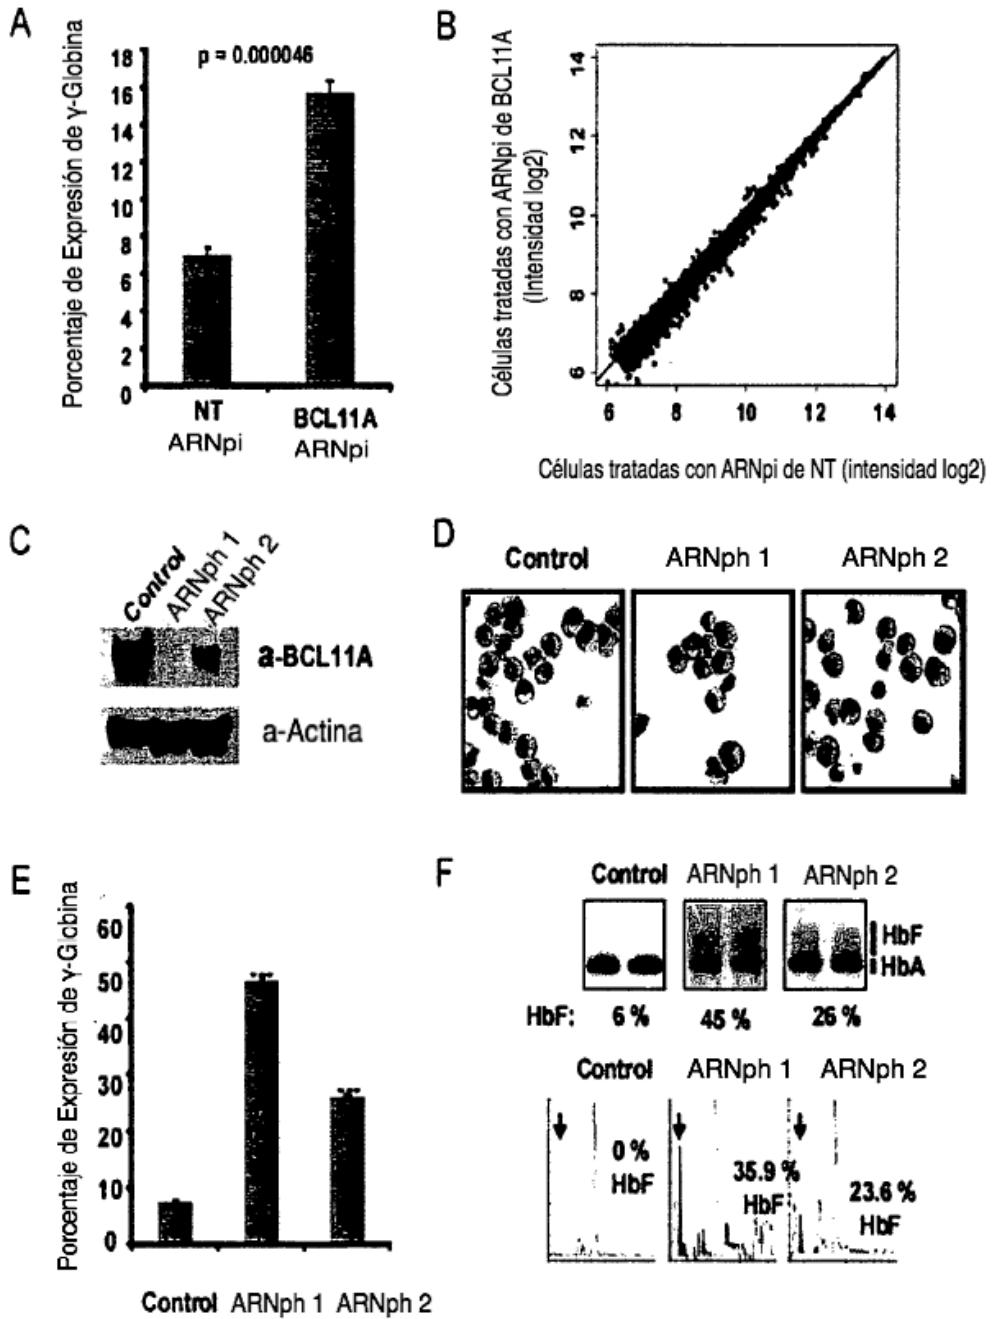 A
Porcentaje de Expresión de γ-Globina
18
16
14
12
10
8
6
4
2
0
p = 0.000046
NT
ARNpi
BCL11A
ARNpi
B
Células tratadas con ARNpi de BCL11A
(Intensidad log2)
14
12
10
8
6
6 8 10 12 14
Células tratadas con ARNpi de NT (intensidad log2)
C
Control
ARNph 1
ARNph 2
a-BCL11A
a-Actina
D
Control ARNph 1 ARNph 2
E
Porcentaje de Expresión de γ-Globina
60
50
40
30
20
10
0
Control ARNph 1 ARNph 2
F
Control ARNph 1 ARNph 2
HbF
HbA
HbF: 6 % 45 % 26 %
Control ARNph 1 ARNph 2
0 %
HbF
35.9 %
HbF
23.6 %
HbF